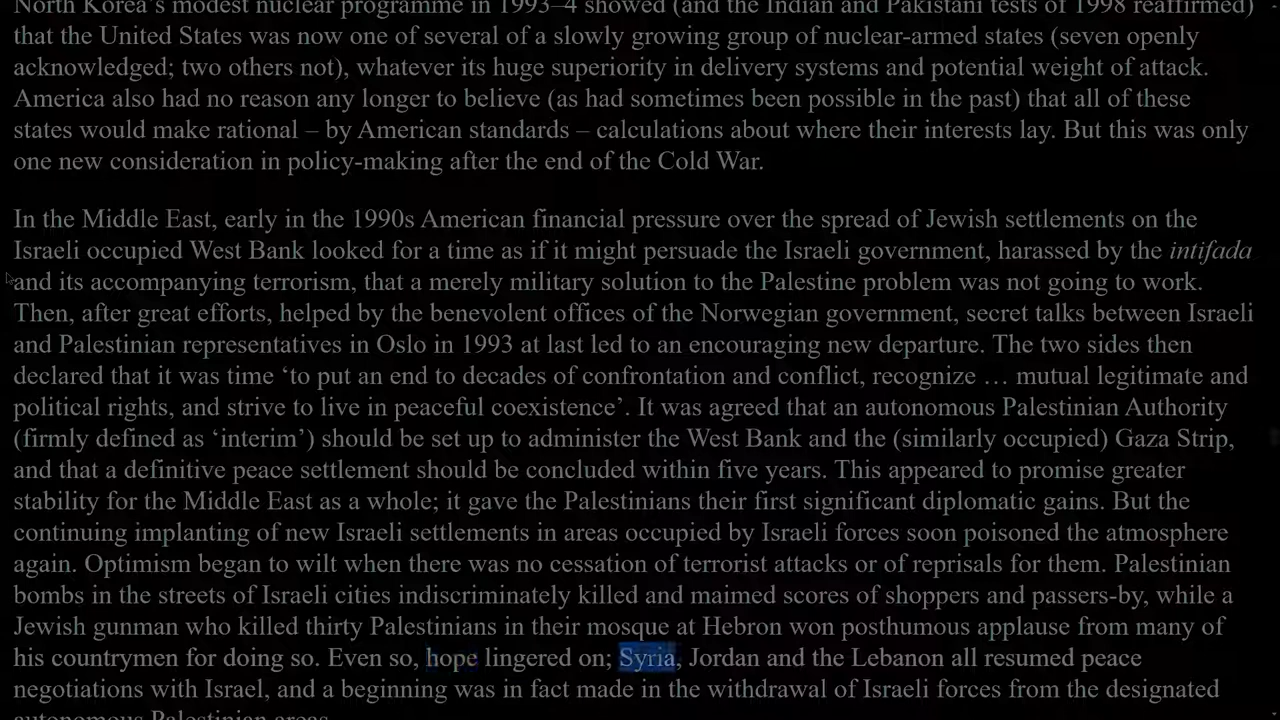 North Korea's modest nuclear programme in 1993–4 showed (and the Indian and Pakistani tests of 1998 reaffirmed)
that the United States was now one of several of a slowly growing group of nuclear-armed states (seven openly
acknowledged; two others not), whatever its huge superiority in delivery systems and potential weight of attack.
America also had no reason any longer to believe (as had sometimes been possible in the past) that all of these
states would make rational – by American standards – calculations about where their interests lay. But this was only
one new consideration in policy-making after the end of the Cold War.
In the Middle East, early in the 1990s American financial pressure over the spread of Jewish settlements on the
Israeli occupied West Bank looked for a time as if it might persuade the Israeli government, harassed by the intifada
and its accompanying terrorism, that a merely military solution to the Palestine problem was not going to work.
Then, after great efforts, helped by the benevolent offices of the Norwegian government, secret talks between Israeli
and Palestinian representatives in Oslo in 1993 at last led to an encouraging new departure. The two sides then
declared that it was time ‘to put an end to decades of confrontation and conflict, recognize … mutual legitimate and
political rights, and strive to live in peaceful coexistence’. It was agreed that an autonomous Palestinian Authority
(firmly defined as ‘interim’) should be set up to administer the West Bank and the (similarly occupied) Gaza Strip,
and that a definitive peace settlement should be concluded within five years. This appeared to promise greater
stability for the Middle East as a whole; it gave the Palestinians their first significant diplomatic gains. But the
continuing implanting of new Israeli settlements in areas occupied by Israeli forces soon poisoned the atmosphere
again. Optimism began to wilt when there was no cessation of terrorist attacks or of reprisals for them. Palestinian
bombs in the streets of Israeli cities indiscriminately killed and maimed scores of shoppers and passers-by, while a
Jewish gunman who killed thirty Palestinians in their mosque at Hebron won posthumous applause from many of
his countrymen for doing so. Even so, hope lingered on; Syria, Jordan and the Lebanon all resumed peace
negotiations with Israel, and a beginning was in fact made in the withdrawal of Israeli forces from the designated
autonomous Palestinian areas.